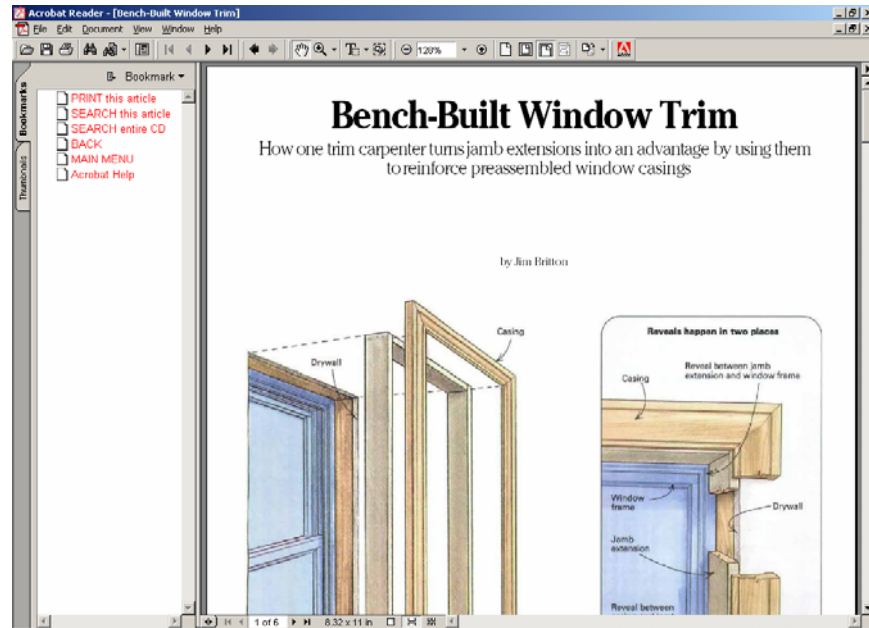 Acrobat Reader - [Bench-Built Window Trim]
File Edit Document View Window Help
128%
Bookmark
Bookmarks
Thumbnails
PRINT this article
SEARCH this article
SEARCH entire CD
BACK
MAIN MENU
Acrobat Help
Bench-Built Window Trim
How one trim carpenter turns jamb extensions into an advantage by using them
to reinforce preassembled window casings
by Jim Britton
Casing
Drywall
Reveals happen in two places
Reveal between jamb
extension and window frame
Casing
Window
frame
Drywall
Jamb
extension
Reveal between
1 of 6
8.32 x 11 in